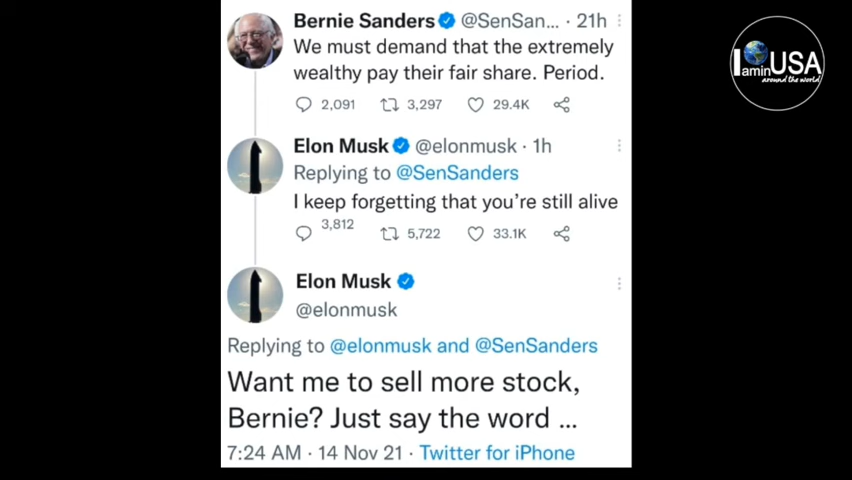 Bernie Sanders @SenSan... · 21h
We must demand that the extremely
wealthy pay their fair share. Period.
2,091 3,297 29.4K
Elon Musk @elonmusk · 1h
Replying to @SenSanders
I keep forgetting that you're still alive
3,812 5,722 33.1K
Elon Musk
@elonmusk
Replying to @elonmusk and @SenSanders
Want me to sell more stock,
Bernie? Just say the word ...
7:24 AM · 14 Nov 21 · Twitter for iPhone
IaminUSA
around the world